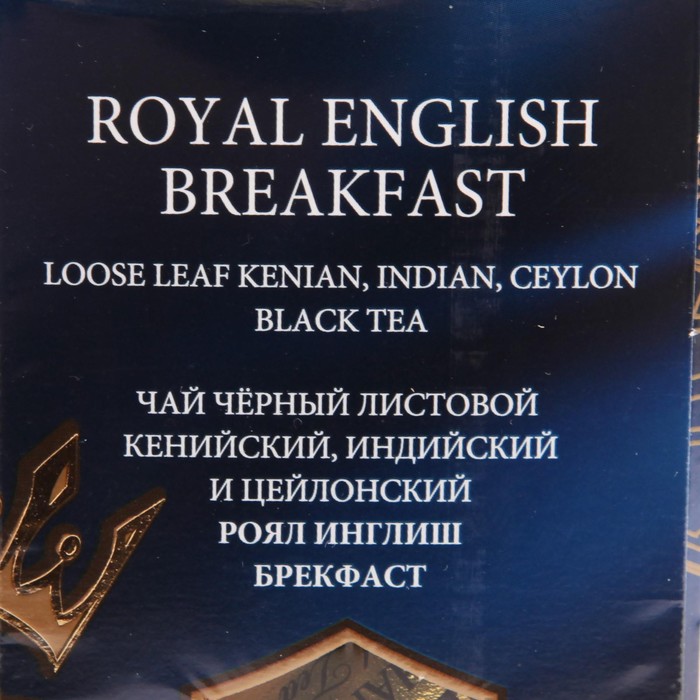 ROYAL ENGLISH
BREAKFAST
LOOSE LEAF KENIAN, INDIAN, CEYLON
BLACK TEA
ЧАЙ ЧЁРНЫЙ ЛИСТОВОЙ
КЕНИЙСКИЙ, ИНДИЙСКИЙ
И ЦЕЙЛОНСКИЙ
РОЯЛ ИНГЛИШ
БРЕКФАСТ